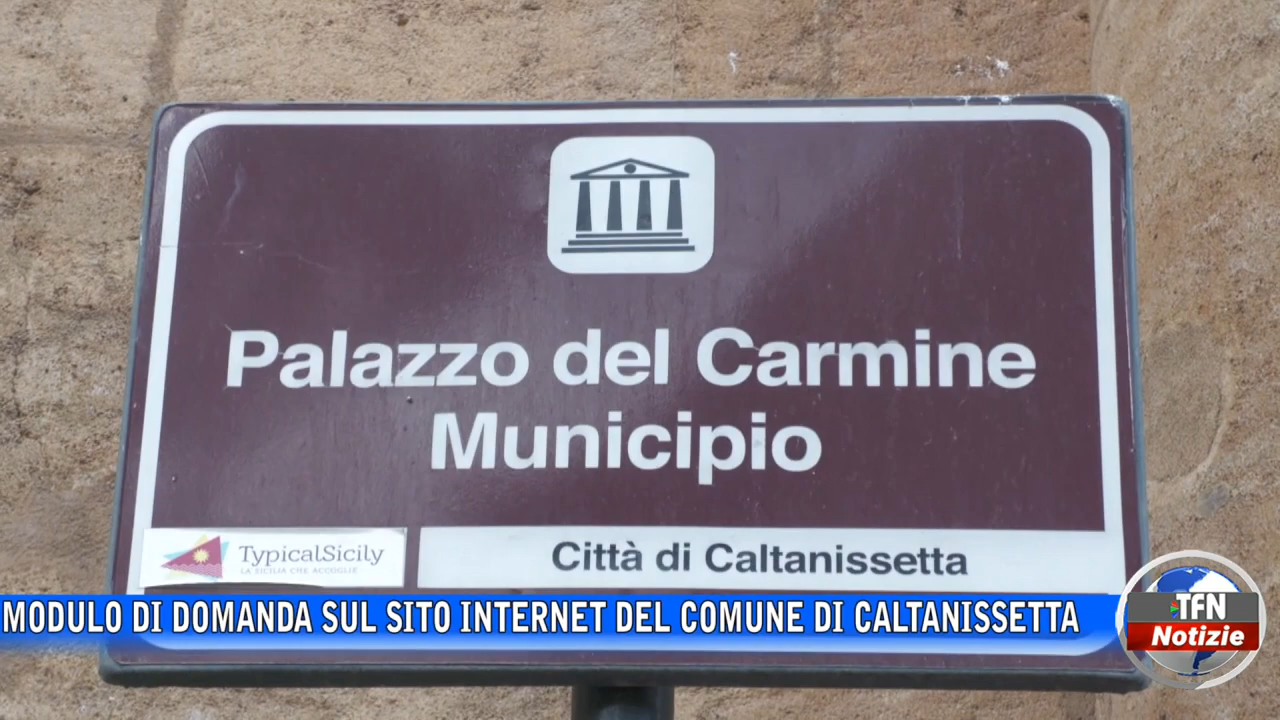 Palazzo del Carmine
Municipio
TypicalSicily
LA SICILIA CHE ACCOGLIE
Città di Caltanissetta
MODULO DI DOMANDA SUL SITO INTERNET DEL COMUNE DI CALTANISSETTA
TFN
Notizie